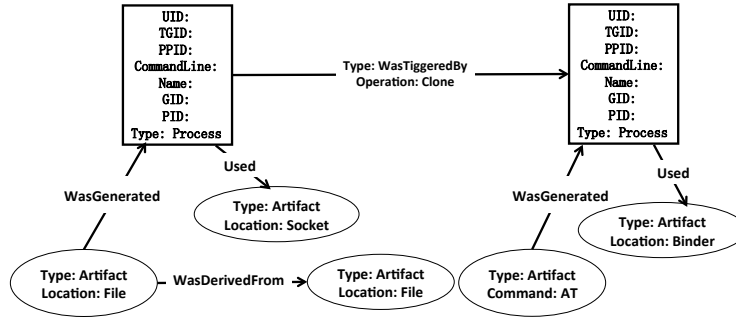 UID:
TGID:
PPID:
CommandLine:
Name:
GID:
PID:
Type: Process
Type: WasTiggeredBy
Operation: Clone
UID:
TGID:
PPID:
CommandLine:
Name:
GID:
PID:
Type: Process
WasGenerated
Used
Type: Artifact
Location: Socket
WasGenerated
Used
Type: Artifact
Location: Binder
Type: Artifact
Location: File
WasDerivedFrom
Type: Artifact
Location: File
Type: Artifact
Command: AT